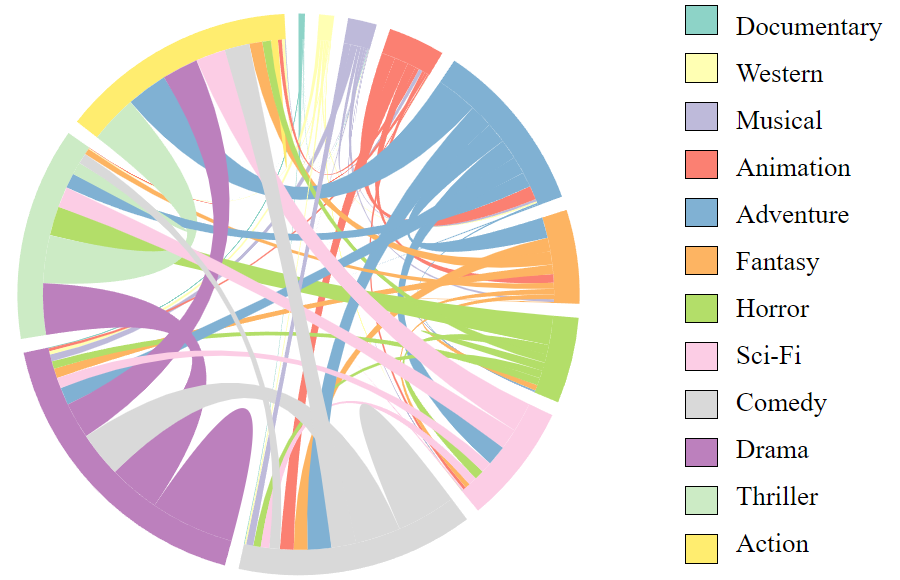 Documentary
Western
Musical
Animation
Adventure
Fantasy
Horror
Sci-Fi
Comedy
Drama
Thriller
Action